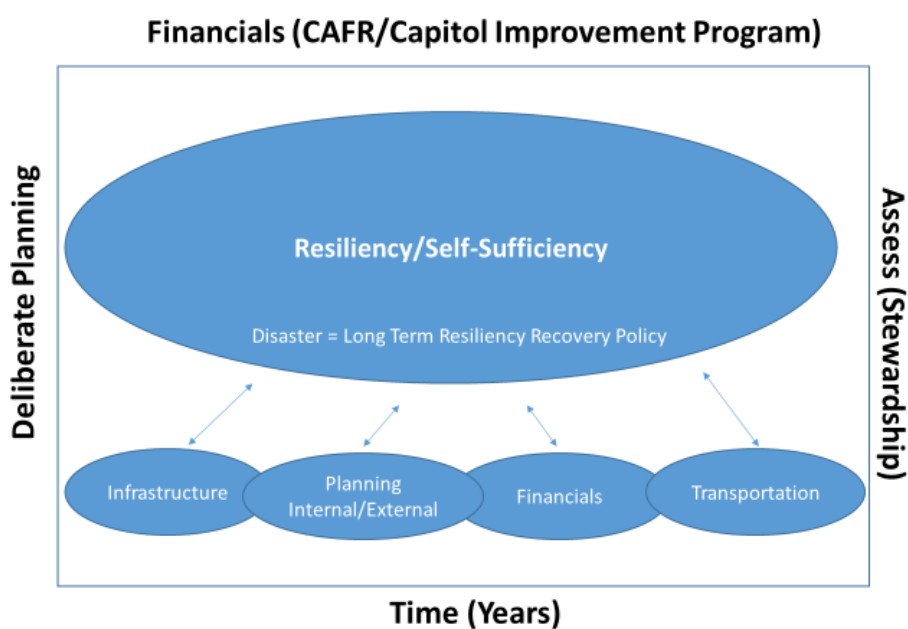 Financials (CAFR/Capitol Improvement Program)
Deliberate Planning
Resiliency/Self-Sufficiency
Disaster = Long Term Resiliency Recovery Policy
Assess (Stewardship)
Infrastructure
Planning
Internal/External
Financials
Transportation
Time (Years)